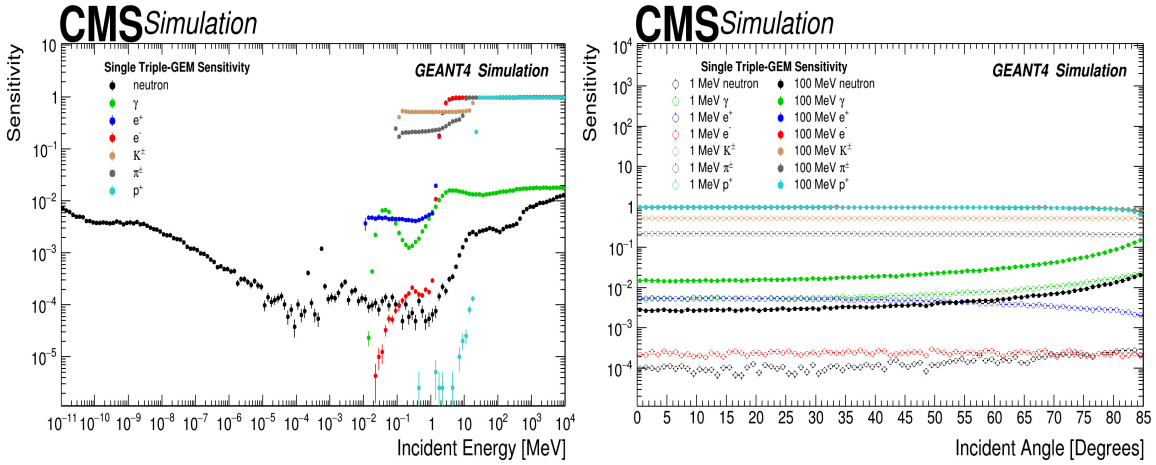 CMS Simulation
Sensitivity
10
1
10⁻¹
10⁻²
10⁻³
10⁻⁴
10⁻⁵
Single Triple-GEM Sensitivity
neutron
γ
e⁺
e⁻
K±
π±
p⁺
GEANT4 Simulation
10⁻¹¹ 10⁻¹⁰ 10⁻⁹ 10⁻⁸ 10⁻⁷ 10⁻⁶ 10⁻⁵ 10⁻⁴ 10⁻³ 10⁻² 10⁻¹ 1 10 10² 10³ 10⁴
Incident Energy [MeV]
CMS Simulation
Sensitivity
10⁴
10³
10²
10
1
10⁻¹
10⁻²
10⁻³
10⁻⁴
Single Triple-GEM Sensitivity
1 MeV neutron 100 MeV neutron
1 MeV γ 100 MeV γ
1 MeV e⁺ 100 MeV e⁺
1 MeV e⁻ 100 MeV e⁻
1 MeV K± 100 MeV K±
1 MeV π± 100 MeV π±
1 MeV p⁺ 100 MeV p⁺
GEANT4 Simulation
0 5 10 15 20 25 30 35 40 45 50 55 60 65 70 75 80 85
Incident Angle [Degrees]